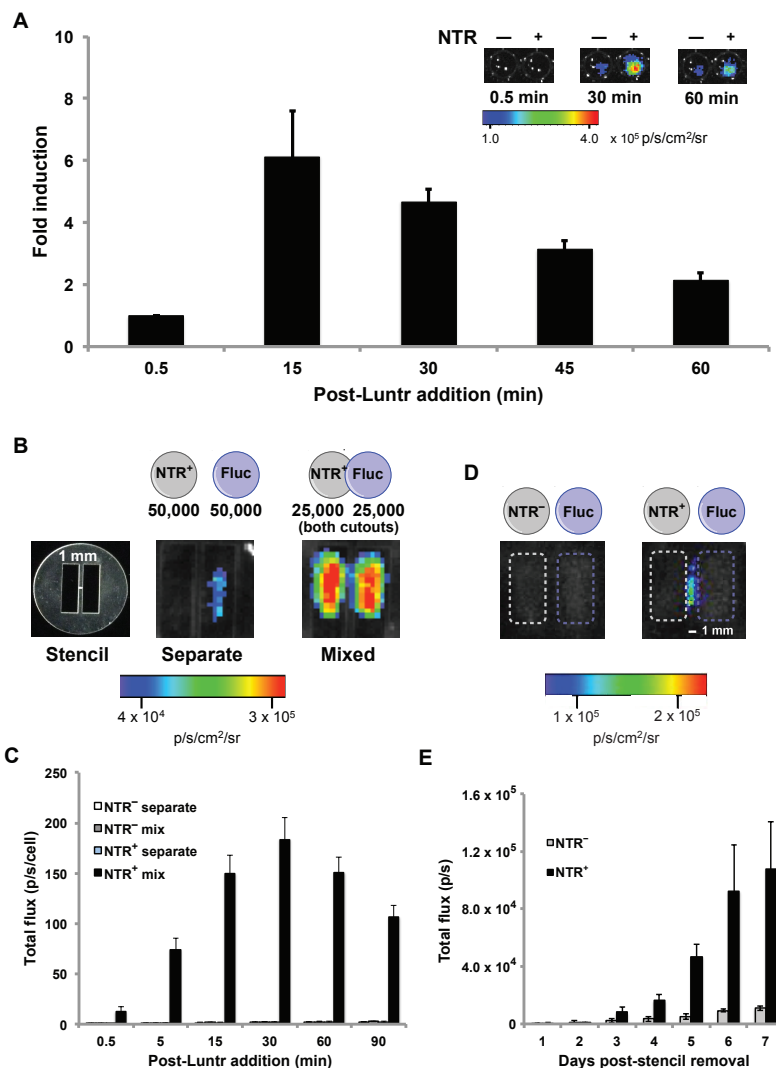 A
10
8
6
4
2
0
Fold induction
0.5 15 30 45 60
Post-Luntr addition (min)
NTR — + — + — +
0.5 min 30 min 60 min
1.0 4.0 x 10⁵ p/s/cm²/sr
B
NTR⁺ Fluc NTR⁺ Fluc
50,000 50,000 25,000 25,000
(both cutouts)
1 mm
Stencil Separate Mixed
4 x 10⁴ 3 x 10⁵
p/s/cm²/sr
D
NTR⁻ Fluc NTR⁺ Fluc
1 mm
1 x 10⁵ 2 x 10⁵
p/s/cm²/sr
C
250
200
150
100
50
0
Total flux (p/s/cell)
NTR⁻ separate
NTR⁻ mix
NTR⁺ separate
NTR⁺ mix
0.5 5 15 30 60 90
Post-Luntr addition (min)
E
1.6 x 10⁵
1.2 x 10⁵
8.0 x 10⁴
4.0 x 10⁴
0
Total flux (p/s)
NTR⁻
NTR⁺
1 2 3 4 5 6 7
Days post-stencil removal